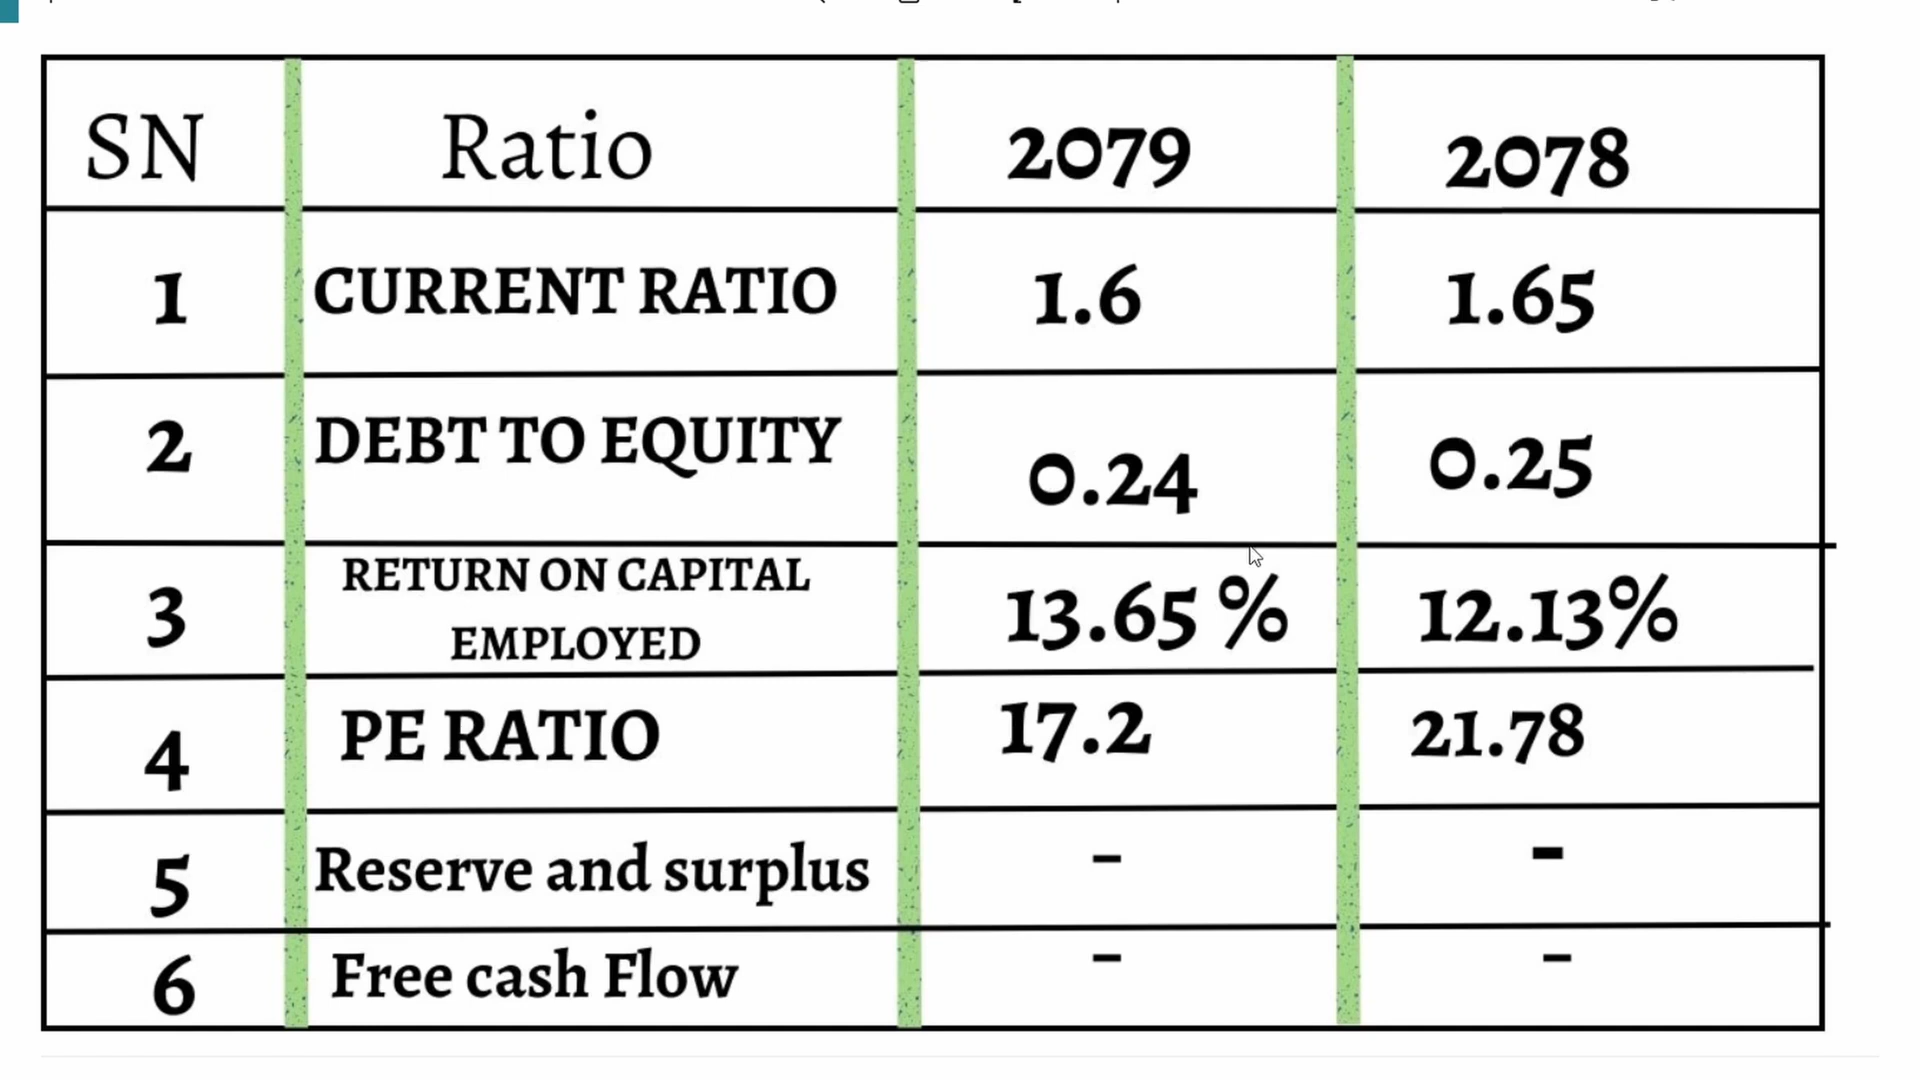 SN Ratio 2079 2078
1 CURRENT RATIO 1.6 1.65
2 DEBT TO EQUITY 0.24 0.25
3 RETURN ON CAPITAL
EMPLOYED 13.65 % 12.13%
4 PE RATIO 17.2 21.78
5 Reserve and surplus - -
6 Free cash Flow - -